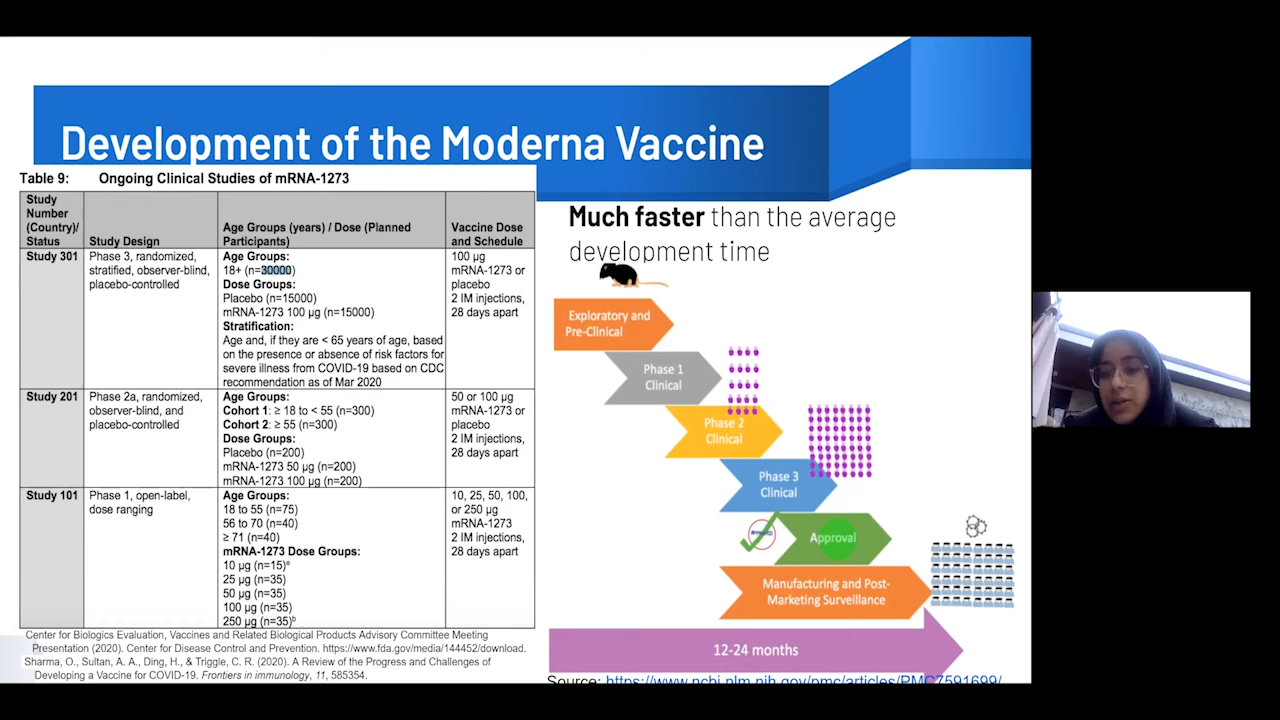 Development of the Moderna Vaccine
Table 9: Ongoing Clinical Studies of mRNA-1273
Study
Number
(Country)/
Status
Study Design
Age Groups (years) / Dose (Planned
Participants)
Vaccine Dose
and Schedule
Study 301
Phase 3, randomized,
stratified, observer-blind,
placebo-controlled
Age Groups:
18+ (n=30000)
Dose Groups:
Placebo (n=15000)
mRNA-1273 100 µg (n=15000)
Stratification:
Age and, if they are < 65 years of age, based
on the presence or absence of risk factors for
severe illness from COVID-19 based on CDC
recommendation as of Mar 2020
100 µg
mRNA-1273 or
placebo
2 IM injections,
28 days apart
Study 201
Phase 2a, randomized,
observer-blind, and
placebo-controlled
Age Groups:
Cohort 1: ≥ 18 to < 55 (n=300)
Cohort 2: ≥ 55 (n=300)
Dose Groups:
Placebo (n=200)
mRNA-1273 50 µg (n=200)
mRNA-1273 100 µg (n=200)
50 or 100 µg
mRNA-1273 or
placebo
2 IM injections,
28 days apart
Study 101
Phase 1, open-label,
dose ranging
Age Groups:
18 to 55 (n=75)
56 to 70 (n=40)
≥ 71 (n=40)
mRNA-1273 Dose Groups:
10 µg (n=15)ᵃ
25 µg (n=35)
50 µg (n=35)
100 µg (n=35)
250 µg (n=35)ᵇ
10, 25, 50, 100,
or 250 µg
mRNA-1273
2 IM injections,
28 days apart
Center for Biologics Evaluation, Vaccines and Related Biological Products Advisory Committee Meeting
Presentation (2020). Center for Disease Control and Prevention. https://www.fda.gov/media/144452/download.
Sharma, O., Sultan, A. A., Ding, H., & Triggle, C. R. (2020). A Review of the Progress and Challenges of
Developing a Vaccine for COVID-19. Frontiers in immunology, 11, 585354.
Much faster than the average
development time
Exploratory and
Pre-Clinical
Phase 1
Clinical
Phase 2
Clinical
Phase 3
Clinical
Approval
Manufacturing and Post-
Marketing Surveillance
12-24 months
Source: https://www.ncbi.nlm.nih.gov/pmc/articles/PMC7591699/